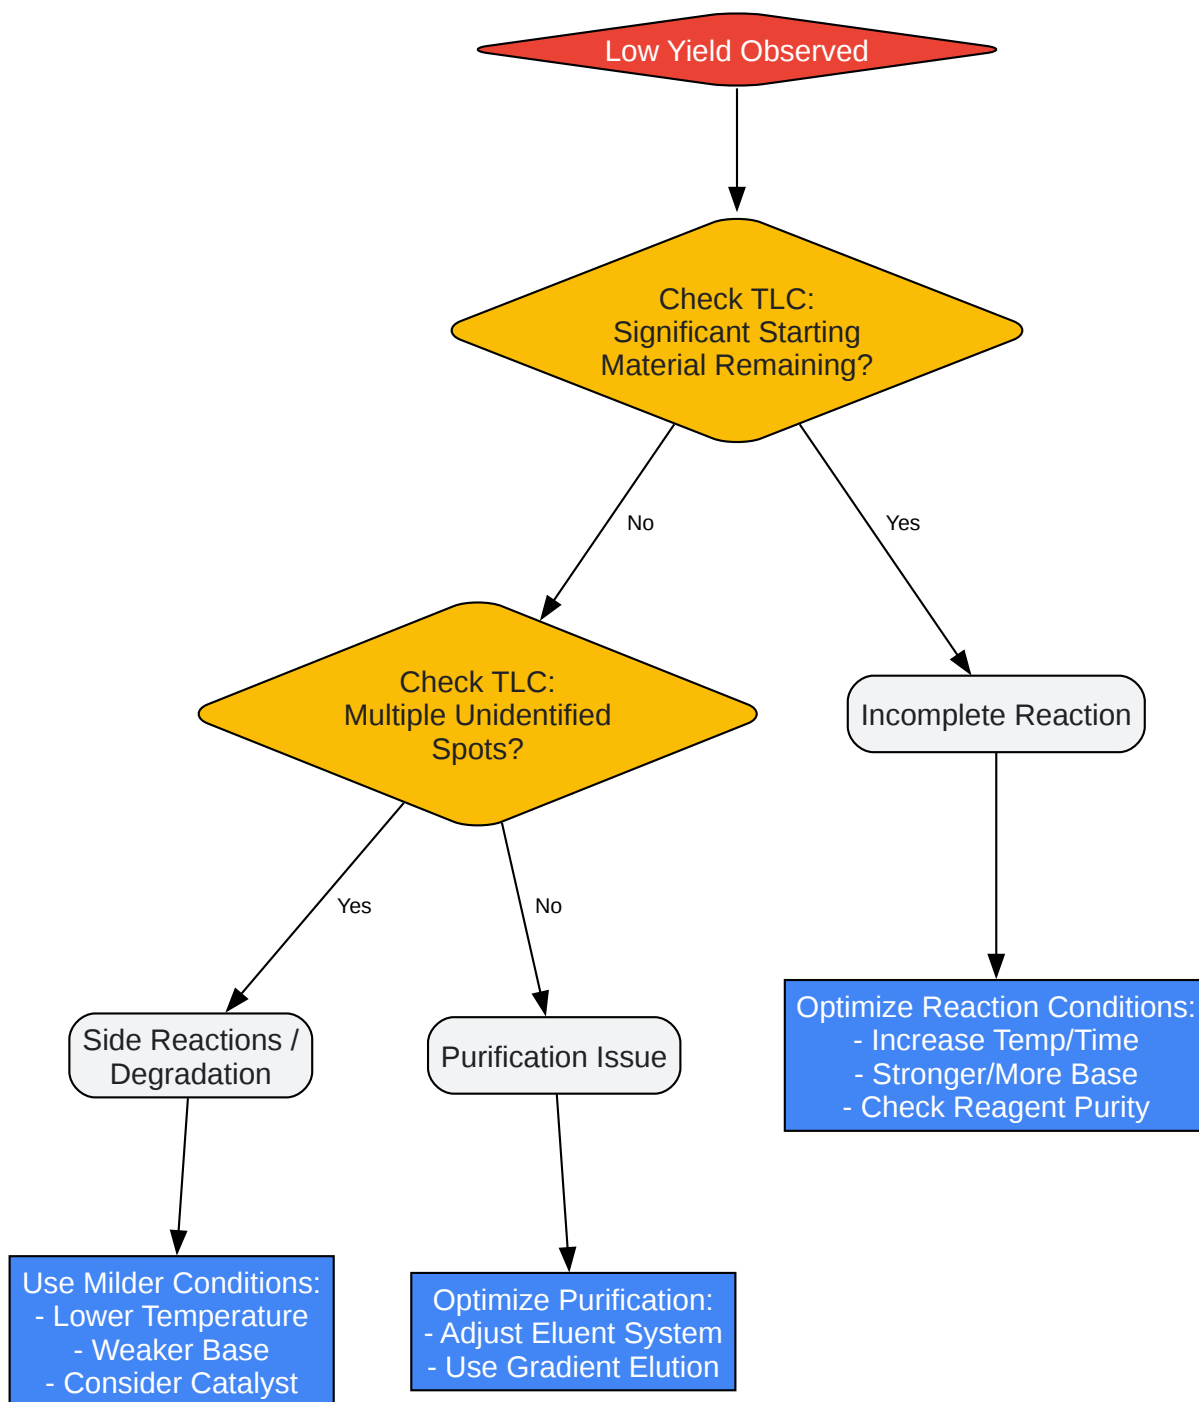 Low Yield Observed
Check TLC:
Significant Starting
Material Remaining?
No
Yes
Check TLC:
Multiple Unidentified
Spots?
Incomplete Reaction
Yes
No
Side Reactions /
Degradation
Purification Issue
Optimize Reaction Conditions:
- Increase Temp/Time
- Stronger/More Base
- Check Reagent Purity
Use Milder Conditions:
- Lower Temperature
- Weaker Base
- Consider Catalyst
Optimize Purification:
- Adjust Eluent System
- Use Gradient Elution